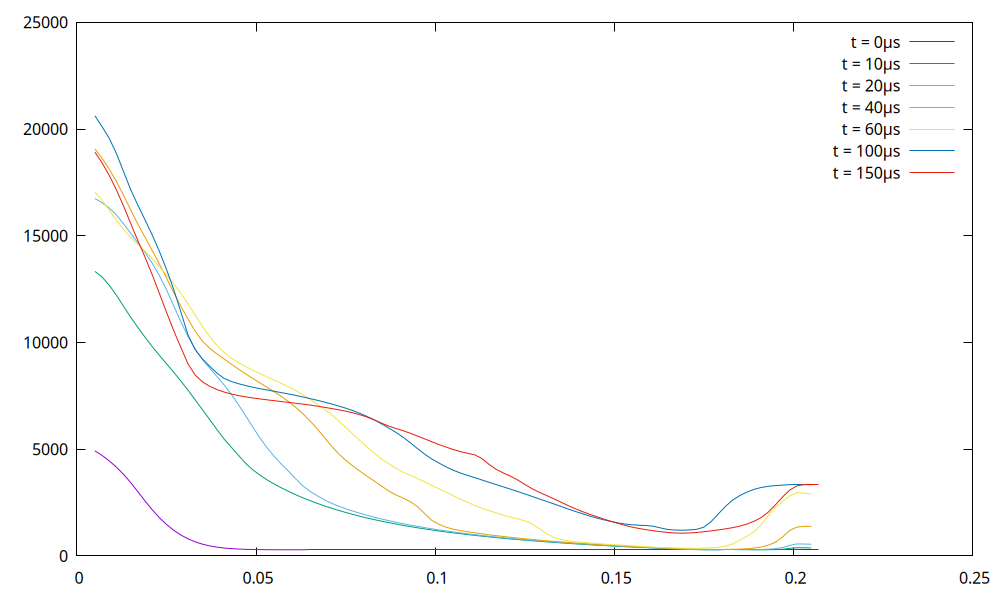 25000
20000
15000
10000
5000
0
0
0.05
0.1
0.15
0.2
0.25
t = 0µs
t = 10µs
t = 20µs
t = 40µs
t = 60µs
t = 100µs
t = 150µs